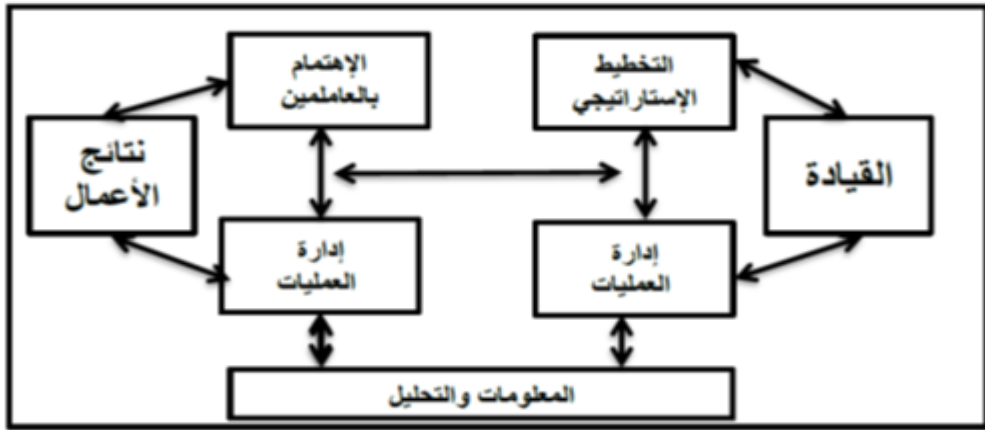 التخطيط
الإستراتيجي
الإهتمام
بالعاملمين
القيادة
نتائج
الأعمال
إدارة
العمليات
إدارة
العمليات
المعلومات والتحليل